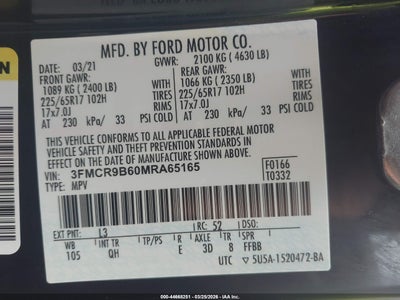 MFD. BY FORD MOTOR CO.
DATE: 03/21 GVWR: 2100 KG ( 4630 LB)
FRONT GAWR: REAR GAWR:
1089 KG ( 2400 LB) WITH 1066 KG ( 2350 LB) WITH
225/65R17 102H TIRES 225/65R17 102H TIRES
17x7.0J RIMS 17x7.0J RIMS
AT 230 kPa/ 33 PSI COLD AT 230 kPa/ 33 PSI COLD
THIS VEHICLE CONFORMS TO ALL APPLICABLE FEDERAL MOTOR
VEHICLE SAFETY AND THEFT PREVENTION STANDARDS IN EFFECT
ON THE DATE OF MANUFACTURE SHOWN ABOVE.
VIN: 3FMCR9B60MRA65165 F0166
TYPE: MPV T0332
EXT PNT: L3 RC: 52 DSO:
WB INT TR R AXLE TR SPR
105 QH E 3D 8 FFBB
UTC 5U5A-1520472-BA
© IAA 00--44668251 -- 03/25/2026 -- CHICAGO